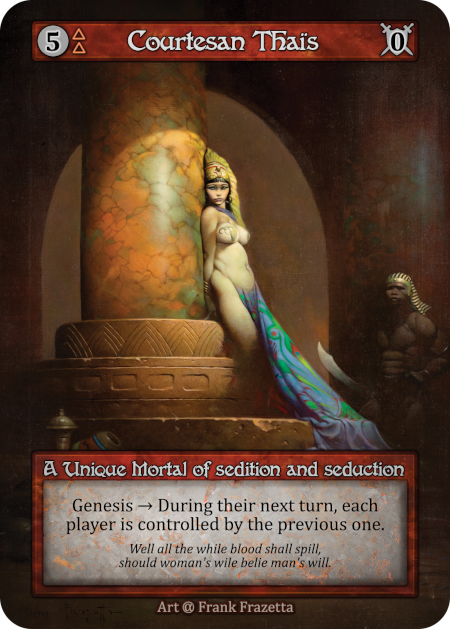 5
Courtesan Thaïs
0
A Unique Mortal of sedition and seduction
Genesis → During their next turn, each
player is controlled by the previous one.
Well all the while blood shall spill,
should woman's wile belie man's will.
Art @ Frank Frazetta